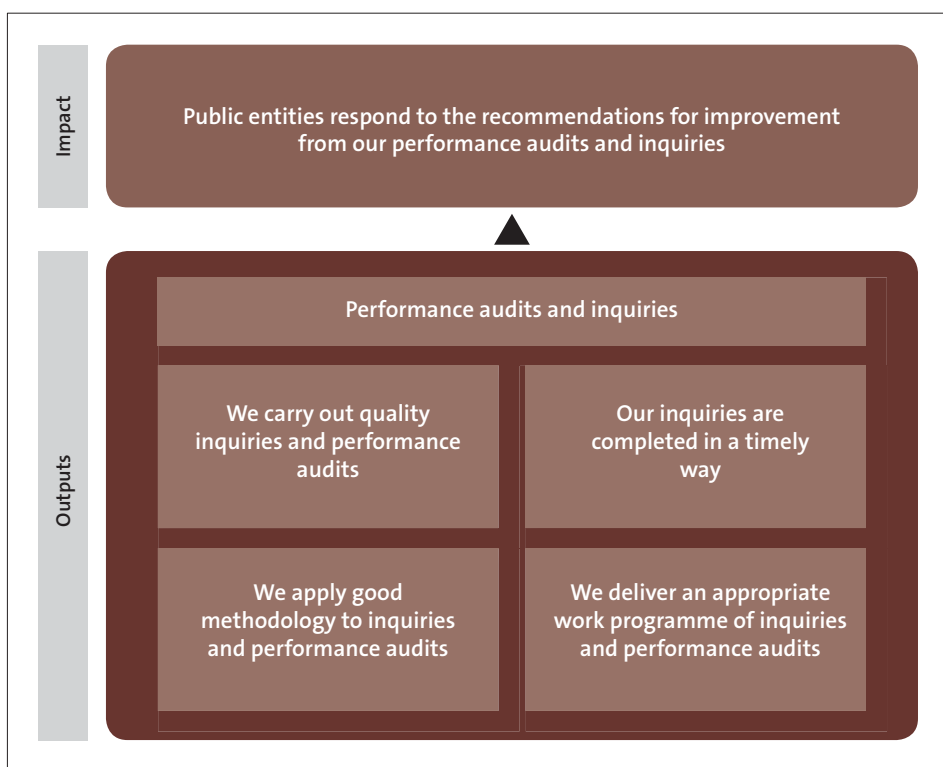 Impact
Public entities respond to the recommendations for improvement
from our performance audits and inquiries
Outputs
Performance audits and inquiries
We carry out quality
inquiries and performance
audits
Our inquiries are
completed in a timely
way
We apply good
methodology to inquiries
and performance audits
We deliver an appropriate
work programme of inquiries
and performance audits